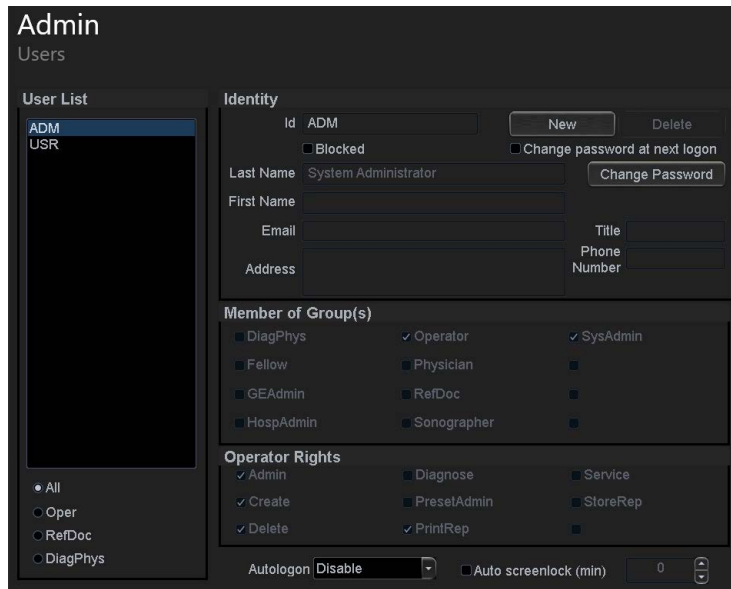 Admin
Users
User List
ADM
USR
All
Oper
RefDoc
DiagPhys
Identity
Id ADM New Delete
Blocked Change password at next logon
Last Name System Administrator Change Password
First Name
Email Title
Address Phone Number
Member of Group(s)
DiagPhys Operator SysAdmin
Fellow Physician
GEAdmin RefDoc
HospAdmin Sonographer
Operator Rights
Admin Diagnose Service
Create PresetAdmin StoreRep
Delete PrintRep
Autologon Disable Auto screenlock (min) 0